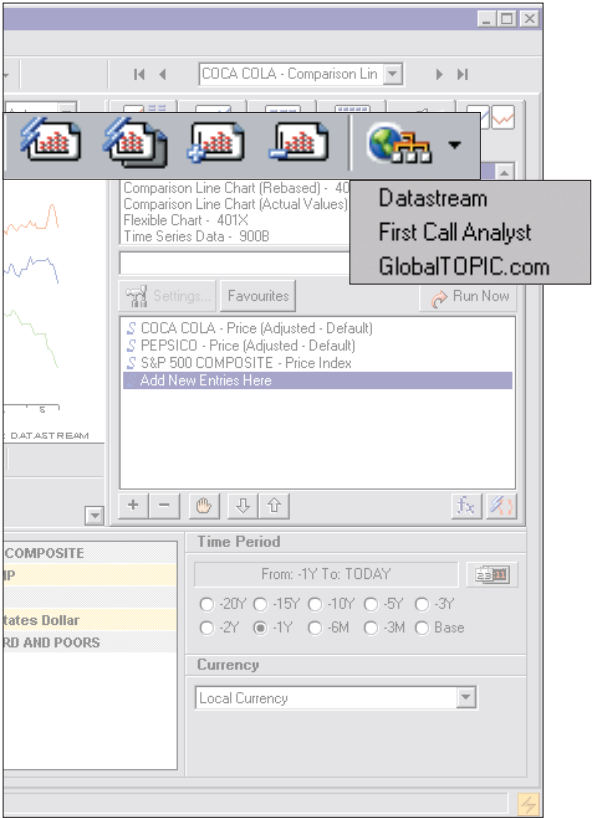 COCA COLA - Comparison Lin
Datastream
First Call Analyst
GlobalTOPIC.com
Comparison Line Chart (Rebased) - 40
Comparison Line Chart (Actual Values)
Flexible Chart - 401X
Time Series Data - 900B
Settings...
Favourites
Run Now
S COCA COLA - Price (Adjusted - Default)
S PEPSICO - Price (Adjusted - Default)
S S&P 500 COMPOSITE - Price Index
S Add New Entries Here
S
: DATASTREAM
fx
COMPOSITE
tates Dollar
RD AND POORS
Time Period
From: -1Y To: TODAY
-20Y -15Y -10Y -5Y -3Y
-2Y -1Y -6M -3M Base
Currency
Local Currency